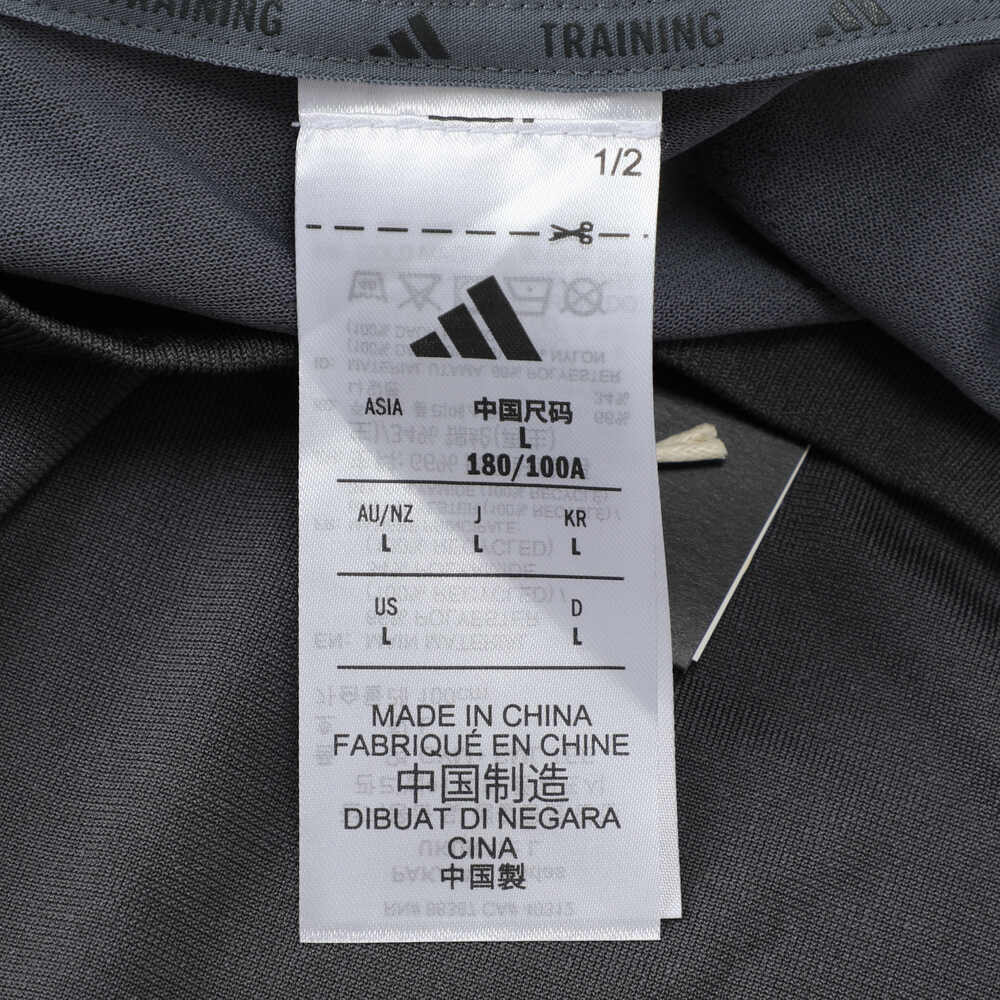 TRAINING
TRAINING
1/2
ASIA 中国尺码
L
180/100A
AU/NZ J KR
L L L
US D
L L
MADE IN CHINA
FABRIQUÉ EN CHINE
中国制造
DIBUAT DI NEGARA
CINA
中国製